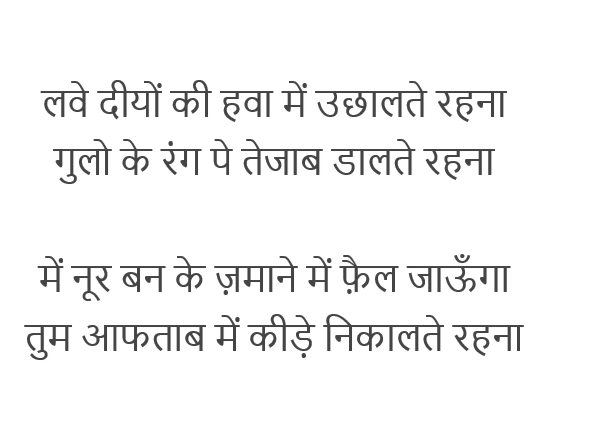 लवे दीयों की हवा में उछालते रहना
गुलो के रंग पे तेजाब डालते रहना
में नूर बन के ज़माने में फ़ैल जाऊँगा
तुम आफताब में कीड़े निकालते रहना